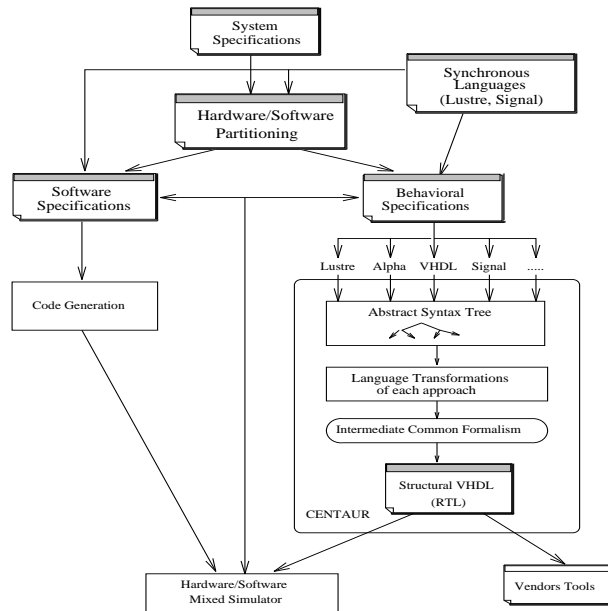 System
Specifications
Synchronous
Languages
(Lustre, Signal)
Hardware/Software
Partitioning
Software
Specifications
Behavioral
Specifications
Lustre
Alpha
VHDL
Signal
.....
Code Generation
Abstract Syntax Tree
Language Transformations
of each approach
Intermediate Common Formalism
Structural VHDL
(RTL)
CENTAUR
Hardware/Software
Mixed Simulator
Vendors Tools